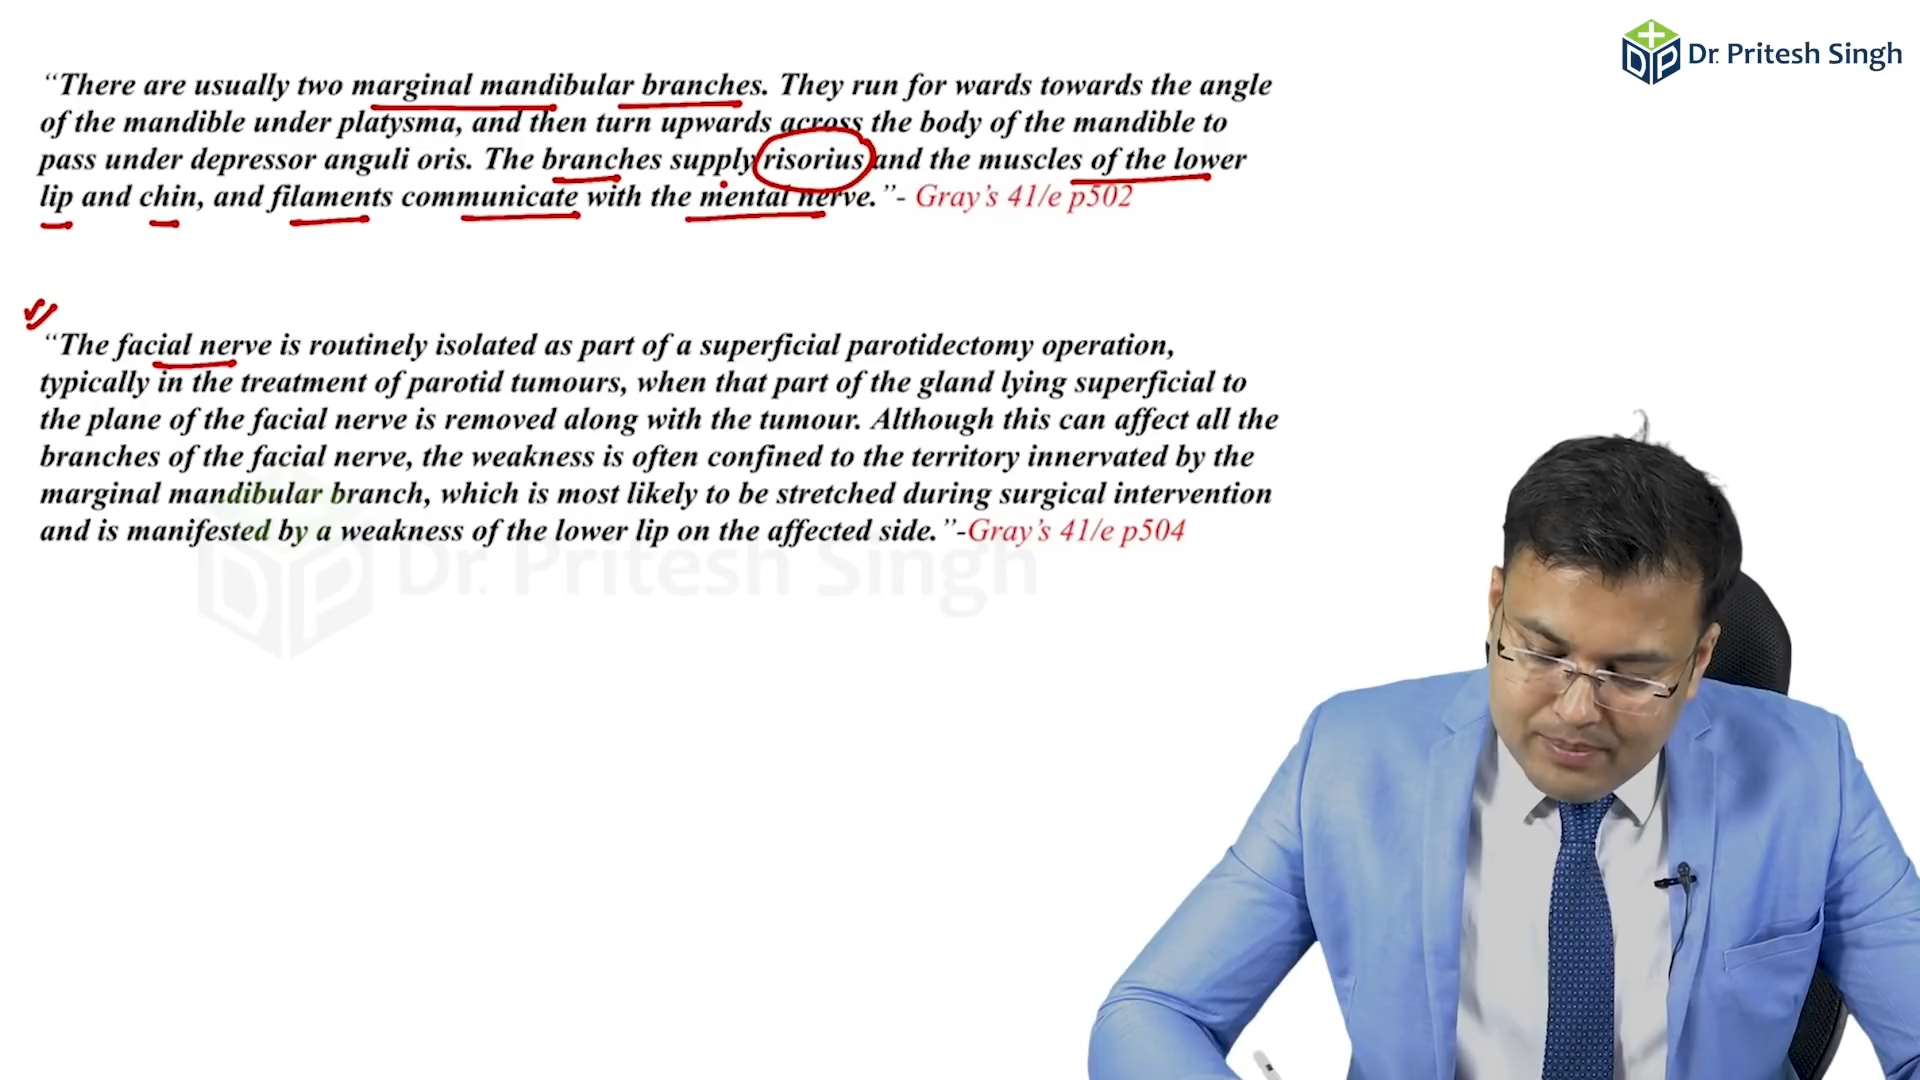 Dr. Pritesh Singh
“There are usually two marginal mandibular branches. They run for wards towards the angle
of the mandible under platysma, and then turn upwards across the body of the mandible to
pass under depressor anguli oris. The branches supply risorius and the muscles of the lower
lip and chin, and filaments communicate with the mental nerve.”- Gray’s 41/e p502
“The facial nerve is routinely isolated as part of a superficial parotidectomy operation,
typically in the treatment of parotid tumours, when that part of the gland lying superficial to
the plane of the facial nerve is removed along with the tumour. Although this can affect all the
branches of the facial nerve, the weakness is often confined to the territory innervated by the
marginal mandibular branch, which is most likely to be stretched during surgical intervention
and is manifested by a weakness of the lower lip on the affected side.”-Gray’s 41/e p504
DP Dr. Pritesh Singh